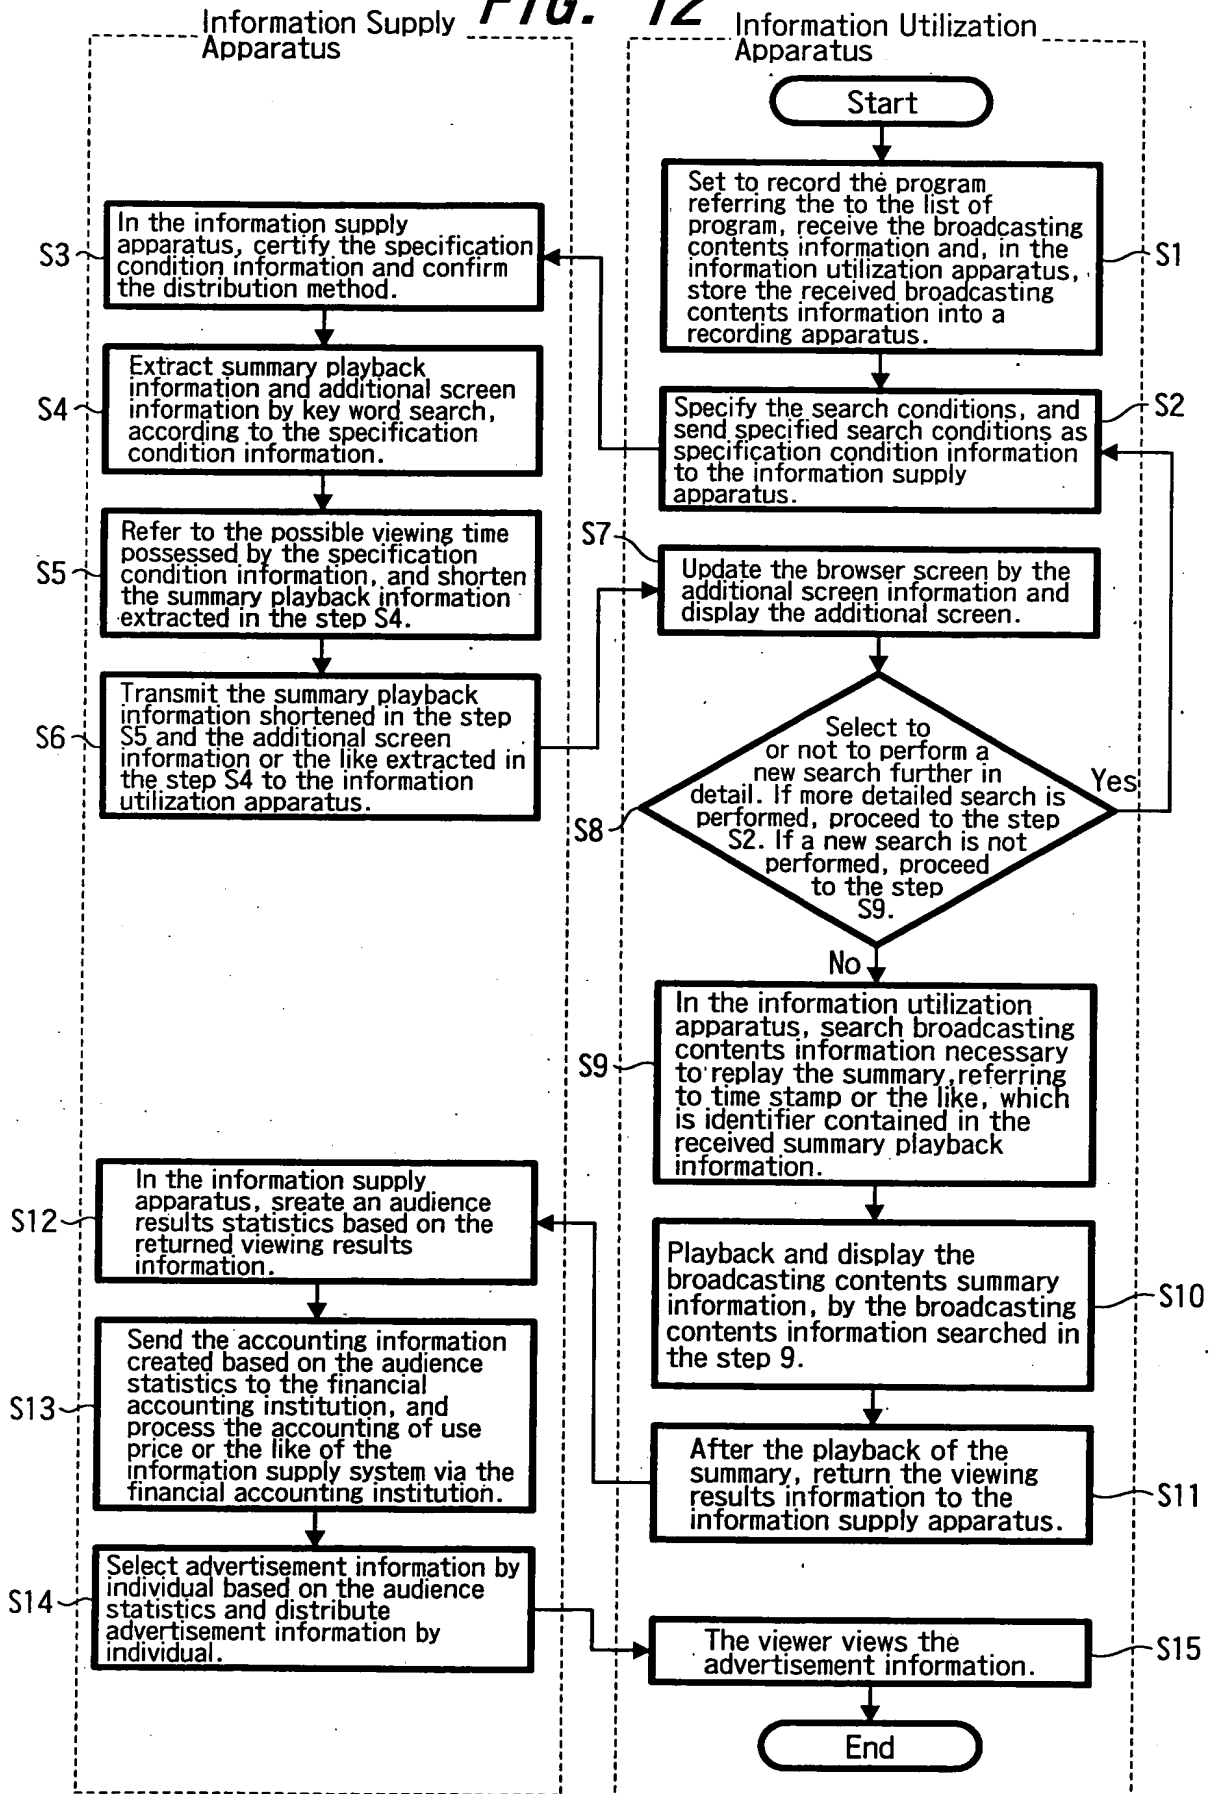 FIG. 12
Information Supply
Apparatus
Information Utilization
Apparatus
Start
Set to record the program
referring the to the list of
program, receive the broadcasting
contents information and, in the
information utilization apparatus,
store the received broadcasting
contents information into a
recording apparatus.
S1
Specify the search conditions, and
send specified search conditions as
specification condition information
to the information supply
apparatus.
S2
In the information supply
apparatus, certify the specification
condition information and confirm
the distribution method.
S3
Extract summary playback
information and additional screen
information by key word search,
according to the specification
condition information.
S4
Refer to the possible viewing time
possessed by the specification
condition information, and shorten
the summary playback information
extracted in the step S4.
S5
Transmit the summary playback
information shortened in the step
S5 and the additional screen
information or the like extracted in
the step S4 to the information
utilization apparatus.
S6
S7
Update the browser screen by the
additional screen information and
display the additional screen.
Select to
or not to perform a
new search further in
detail. If more detailed search is
performed, proceed to the step
S2. If a new search is not
performed, proceed
to the step
S9.
S8
Yes
No
In the information utilization
apparatus, search broadcasting
contents information necessary
to replay the summary, referring
to time stamp or the like, which
is identifier contained in the
received summary playback
information.
S9
Playback and display the
broadcasting contents summary
information, by the broadcasting
contents information searched in
the step 9.
S10
After the playback of the
summary, return the viewing
results information to the
information supply apparatus.
S11
In the information supply
apparatus, sreate an audience
results statistics based on the
returned viewing results
information.
S12
Send the accounting information
created based on the audience
statistics to the financial
accounting institution, and
process the accounting of use
price or the like of the
information supply system via the
financial accounting institution.
S13
Select advertisement information by
individual based on the audience
statistics and distribute
advertisement information by
individual.
S14
The viewer views the
advertisement information.
S15
End